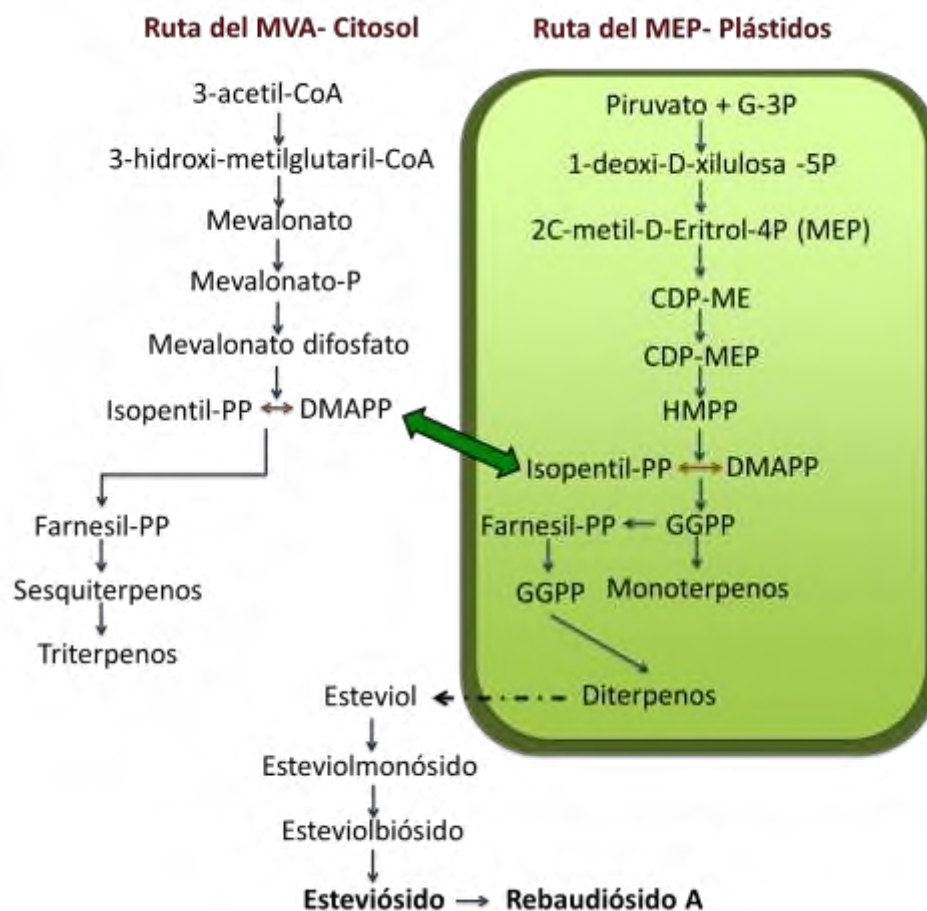 Ruta del MVA- Citosol
3-acetil-CoA
3-hidroxi-metilglutaril-CoA
Mevalonato
Mevalonato-P
Mevalonato difosfato
Isopentil-PP DMAPP
Farnesil-PP
Sesquiterpenos
Triterpenos
Ruta del MEP- Plástidos
Piruvato + G-3P
1-deoxi-D-xilulosa -5P
2C-metil-D-Eritrol-4P (MEP)
CDP-ME
CDP-MEP
HMPP
Isopentil-PP DMAPP
Farnesil-PP GGPP
GGPP Monoterpenos
Esteviol Diterpenos
Esteviolmonósido
Esteviolbiósido
Esteviósido Rebaudiósido A